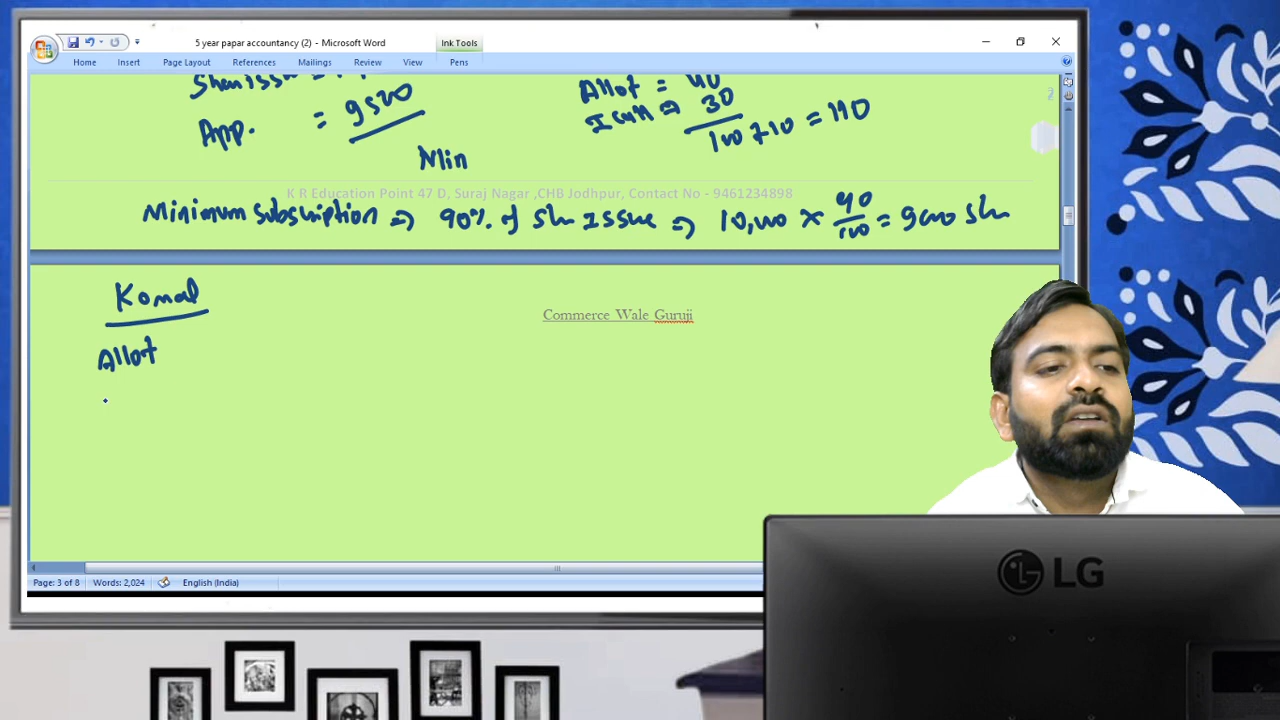 5 year papar accountancy (2) - Microsoft Word
Ink Tools
Home Insert Page Layout References Mailings Review View Pens
2
App. = 9500
Allot = 40
I Call ⇒ 30
100 + 10 = 110
Min
K R Education Point 47 D, Suraj Nagar ,CHB Jodhpur, Contact No - 9461234898
Minimum Subscription ⇒ 90% of Sh Issue ⇒ 10,000 × 90/100 = 9000 Sh
Komal
Commerce Wale Guruji
Allot
Page: 3 of 8 Words: 2,024 English (India)
LG